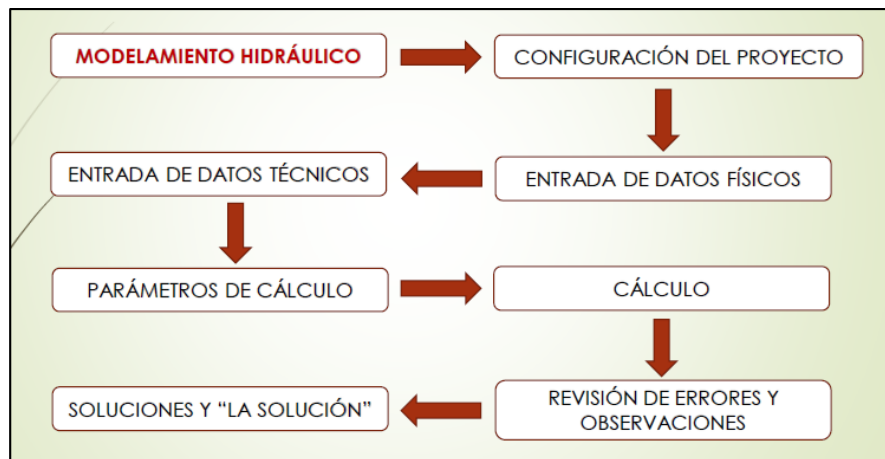 MODELAMIENTO HIDRÁULICO
CONFIGURACIÓN DEL PROYECTO
ENTRADA DE DATOS TÉCNICOS
ENTRADA DE DATOS FÍSICOS
PARÁMETROS DE CÁLCULO
CÁLCULO
SOLUCIONES Y “LA SOLUCIÓN”
REVISIÓN DE ERRORES Y
OBSERVACIONES